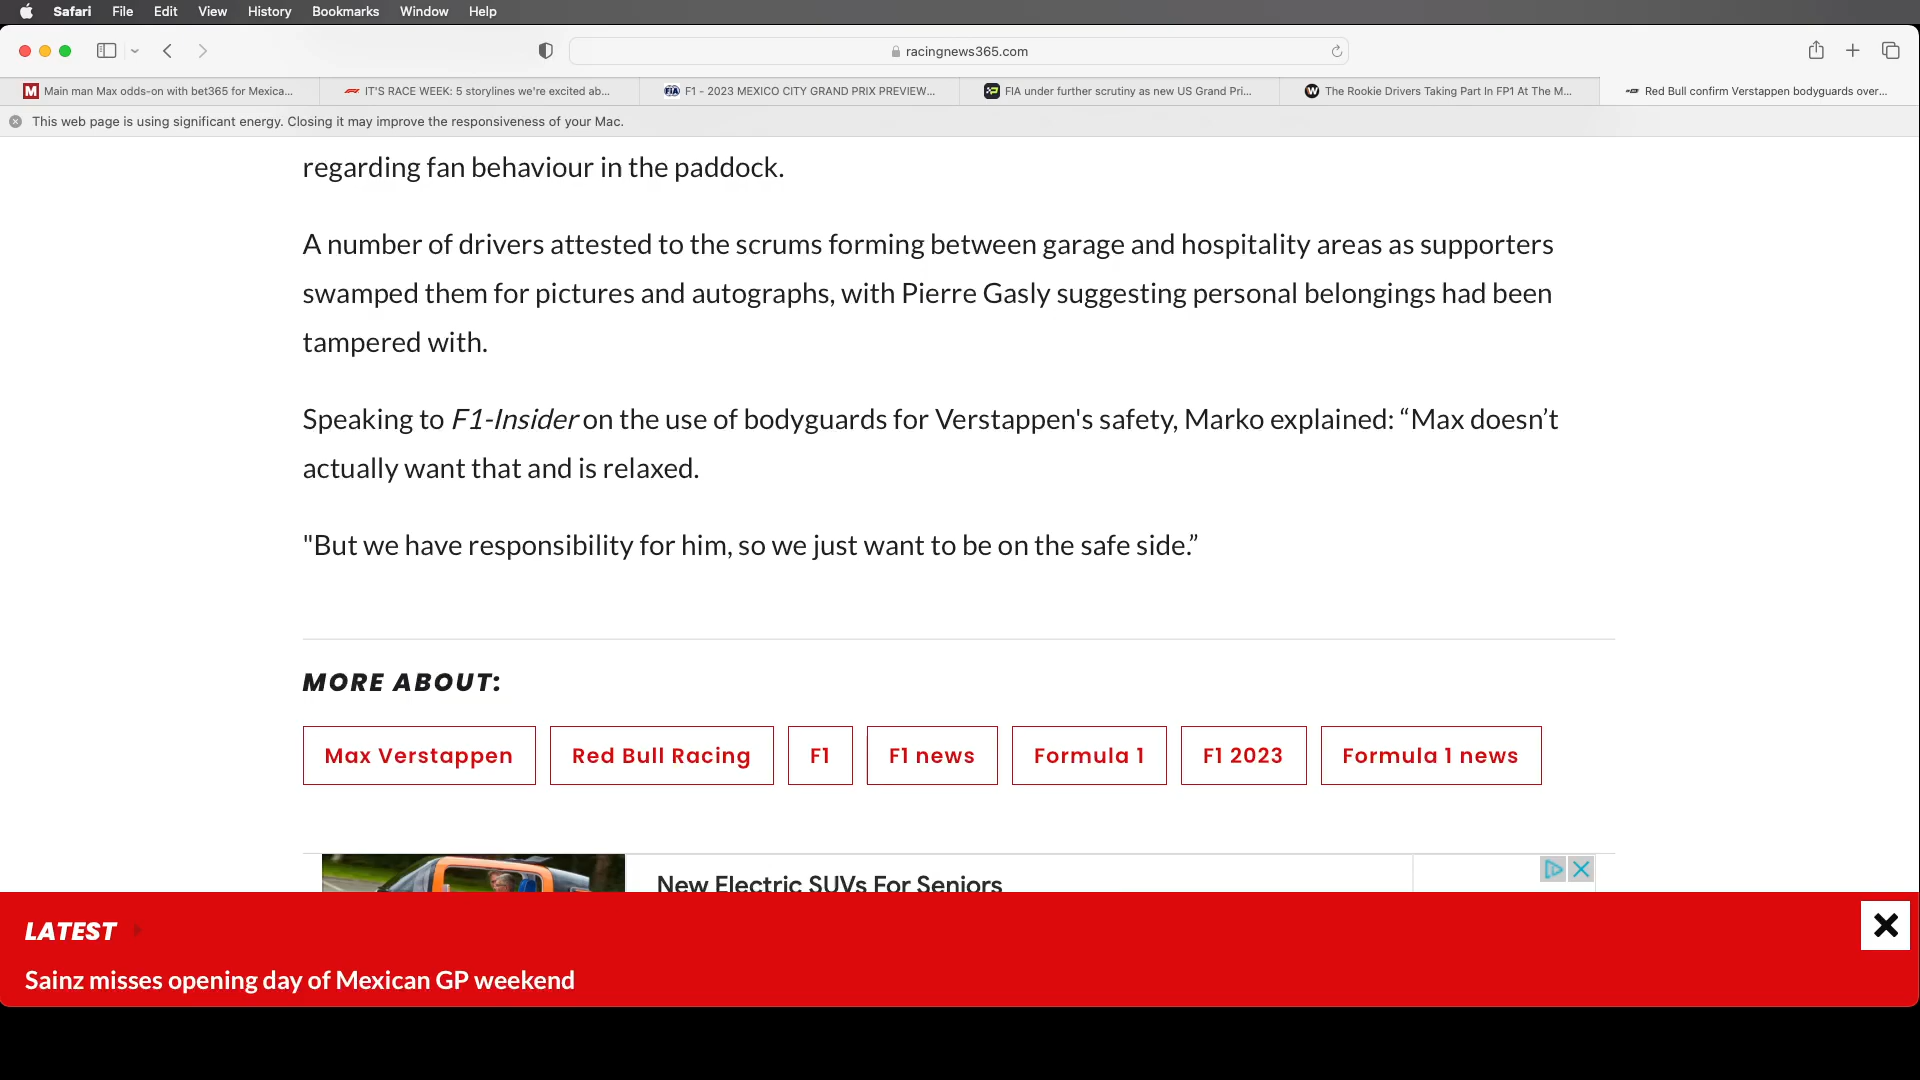 Safari File Edit View History Bookmarks Window Help
racingnews365.com
M Main man Max odds-on with bet365 for Mexica...
IT'S RACE WEEK: 5 storylines we're excited ab...
FIA F1 - 2023 MEXICO CITY GRAND PRIX PREVIEW...
FIA under further scrutiny as new US Grand Pri...
W The Rookie Drivers Taking Part In FP1 At The M...
Red Bull confirm Verstappen bodyguards over...
This web page is using significant energy. Closing it may improve the responsiveness of your Mac.
regarding fan behaviour in the paddock.
A number of drivers attested to the scrums forming between garage and hospitality areas as supporters
swamped them for pictures and autographs, with Pierre Gasly suggesting personal belongings had been
tampered with.
Speaking to F1-Insider on the use of bodyguards for Verstappen's safety, Marko explained: “Max doesn’t
actually want that and is relaxed.
"But we have responsibility for him, so we just want to be on the safe side.”
MORE ABOUT:
Max Verstappen
Red Bull Racing
F1
F1 news
Formula 1
F1 2023
Formula 1 news
New Electric SUVs For Seniors
LATEST
Sainz misses opening day of Mexican GP weekend